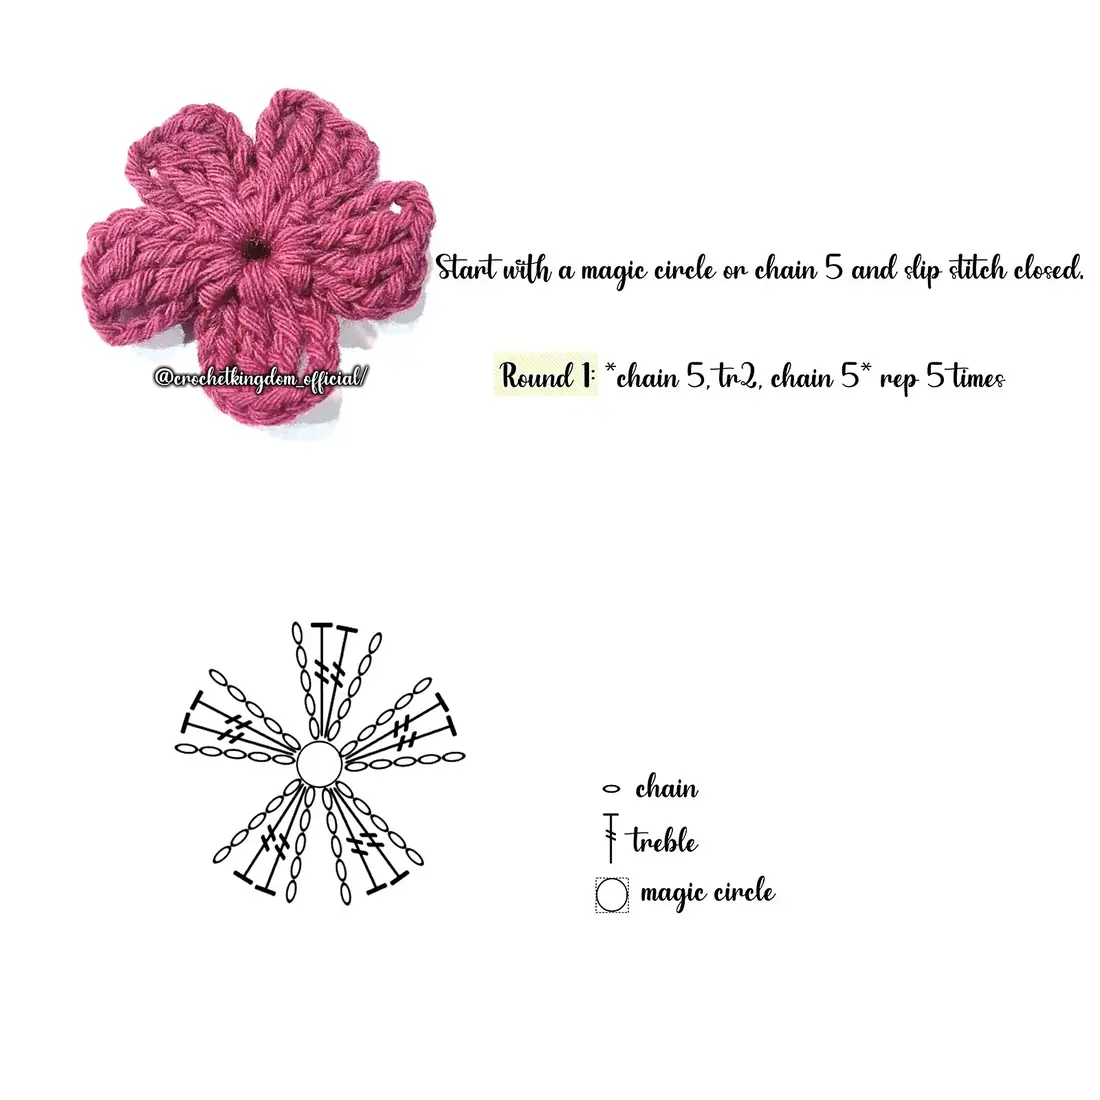 Start with a magic circle or chain 5 and slip stitch closed.
Round 1: *chain 5, tr2, chain 5* rep 5 times
@crochetkingdom_official/
chain
treble
magic circle